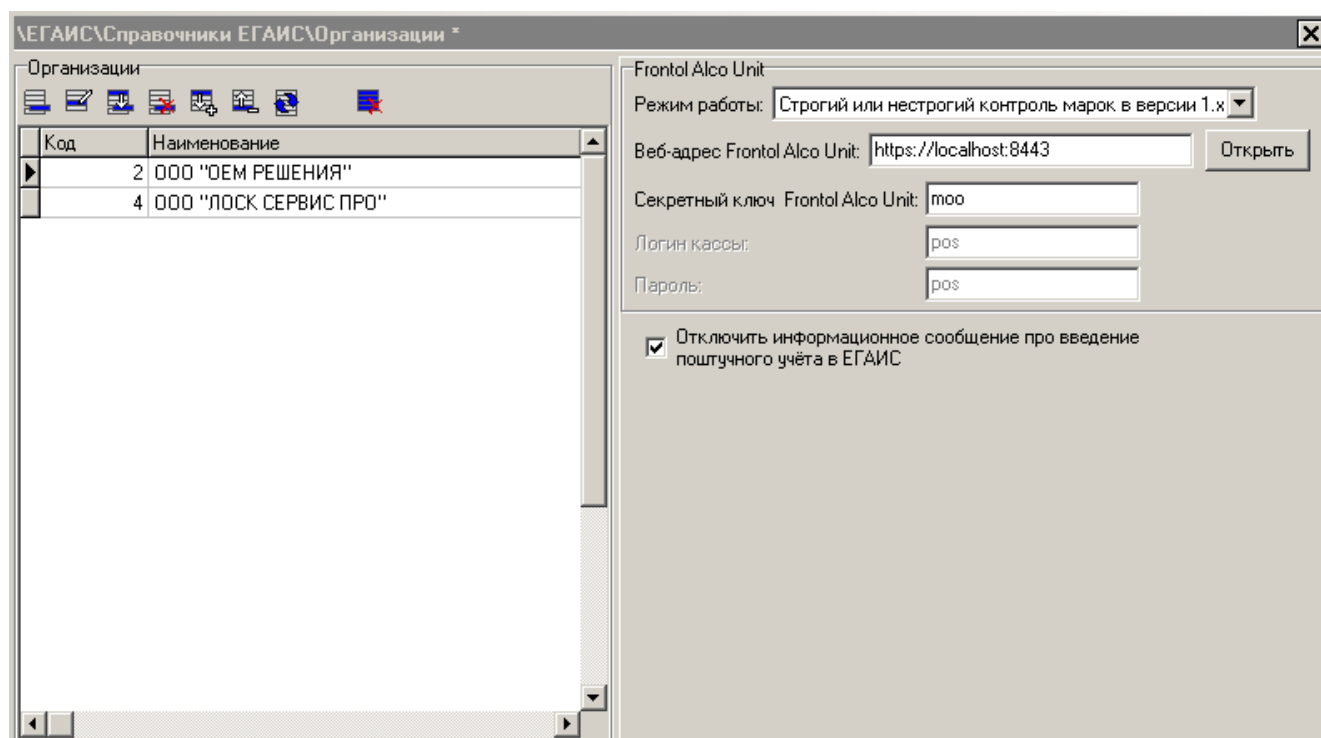 \ЕГАИС\Справочники ЕГАИС\Организации *
Организации
Код Наименование
2 ООО "ОЕМ РЕШЕНИЯ"
4 ООО "ЛОСК СЕРВИС ПРО"
Frontol Alco Unit
Режим работы: Строгий или нестрогий контроль марок в версии 1.x
Веб-адрес Frontol Alco Unit: https://localhost:8443 Открыть
Секретный ключ Frontol Alco Unit: moo
Логин кассы: pos
Пароль: pos
Отключить информационное сообщение про введение
поштучного учёта в ЕГАИС